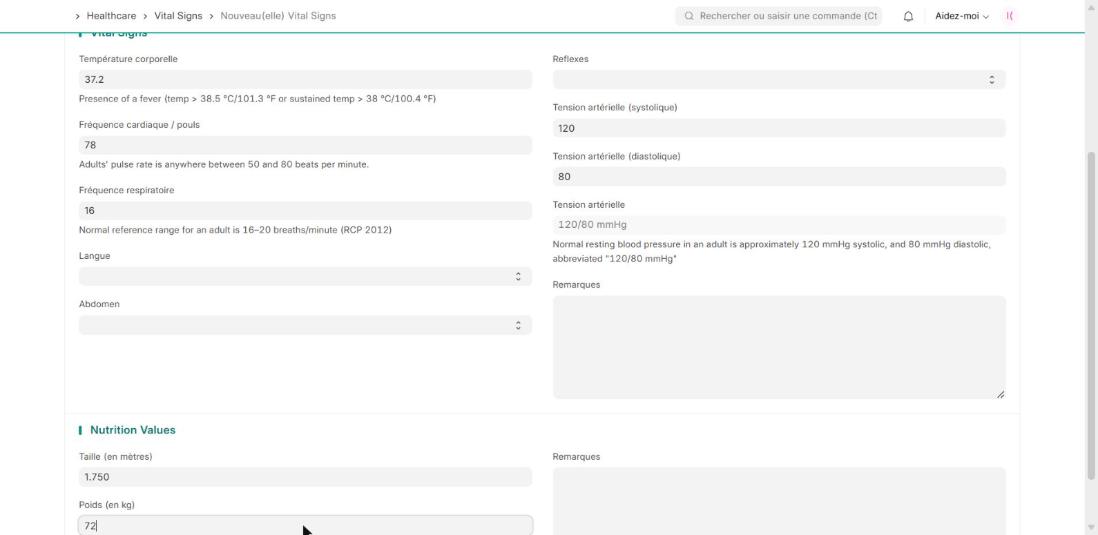 Healthcare > Vital Signs > Nouveau(elle) Vital Signs
Rechercher ou saisir une commande (Ct
Aidez-moi
I(
Vital Signs
Température corporelle
37.2
Presence of a fever (temp > 38.5 °C/101.3 °F or sustained temp > 38 °C/100.4 °F)
Fréquence cardiaque / pouls
78
Adults' pulse rate is anywhere between 50 and 80 beats per minute.
Fréquence respiratoire
16
Normal reference range for an adult is 16–20 breaths/minute (RCP 2012)
Langue
Abdomen
Reflexes
Tension artérielle (systolique)
120
Tension artérielle (diastolique)
80
Tension artérielle
120/80 mmHg
Normal resting blood pressure in an adult is approximately 120 mmHg systolic, and 80 mmHg diastolic,
abbreviated "120/80 mmHg"
Remarques
Nutrition Values
Taille (en mètres)
1.750
Poids (en kg)
72
Remarques